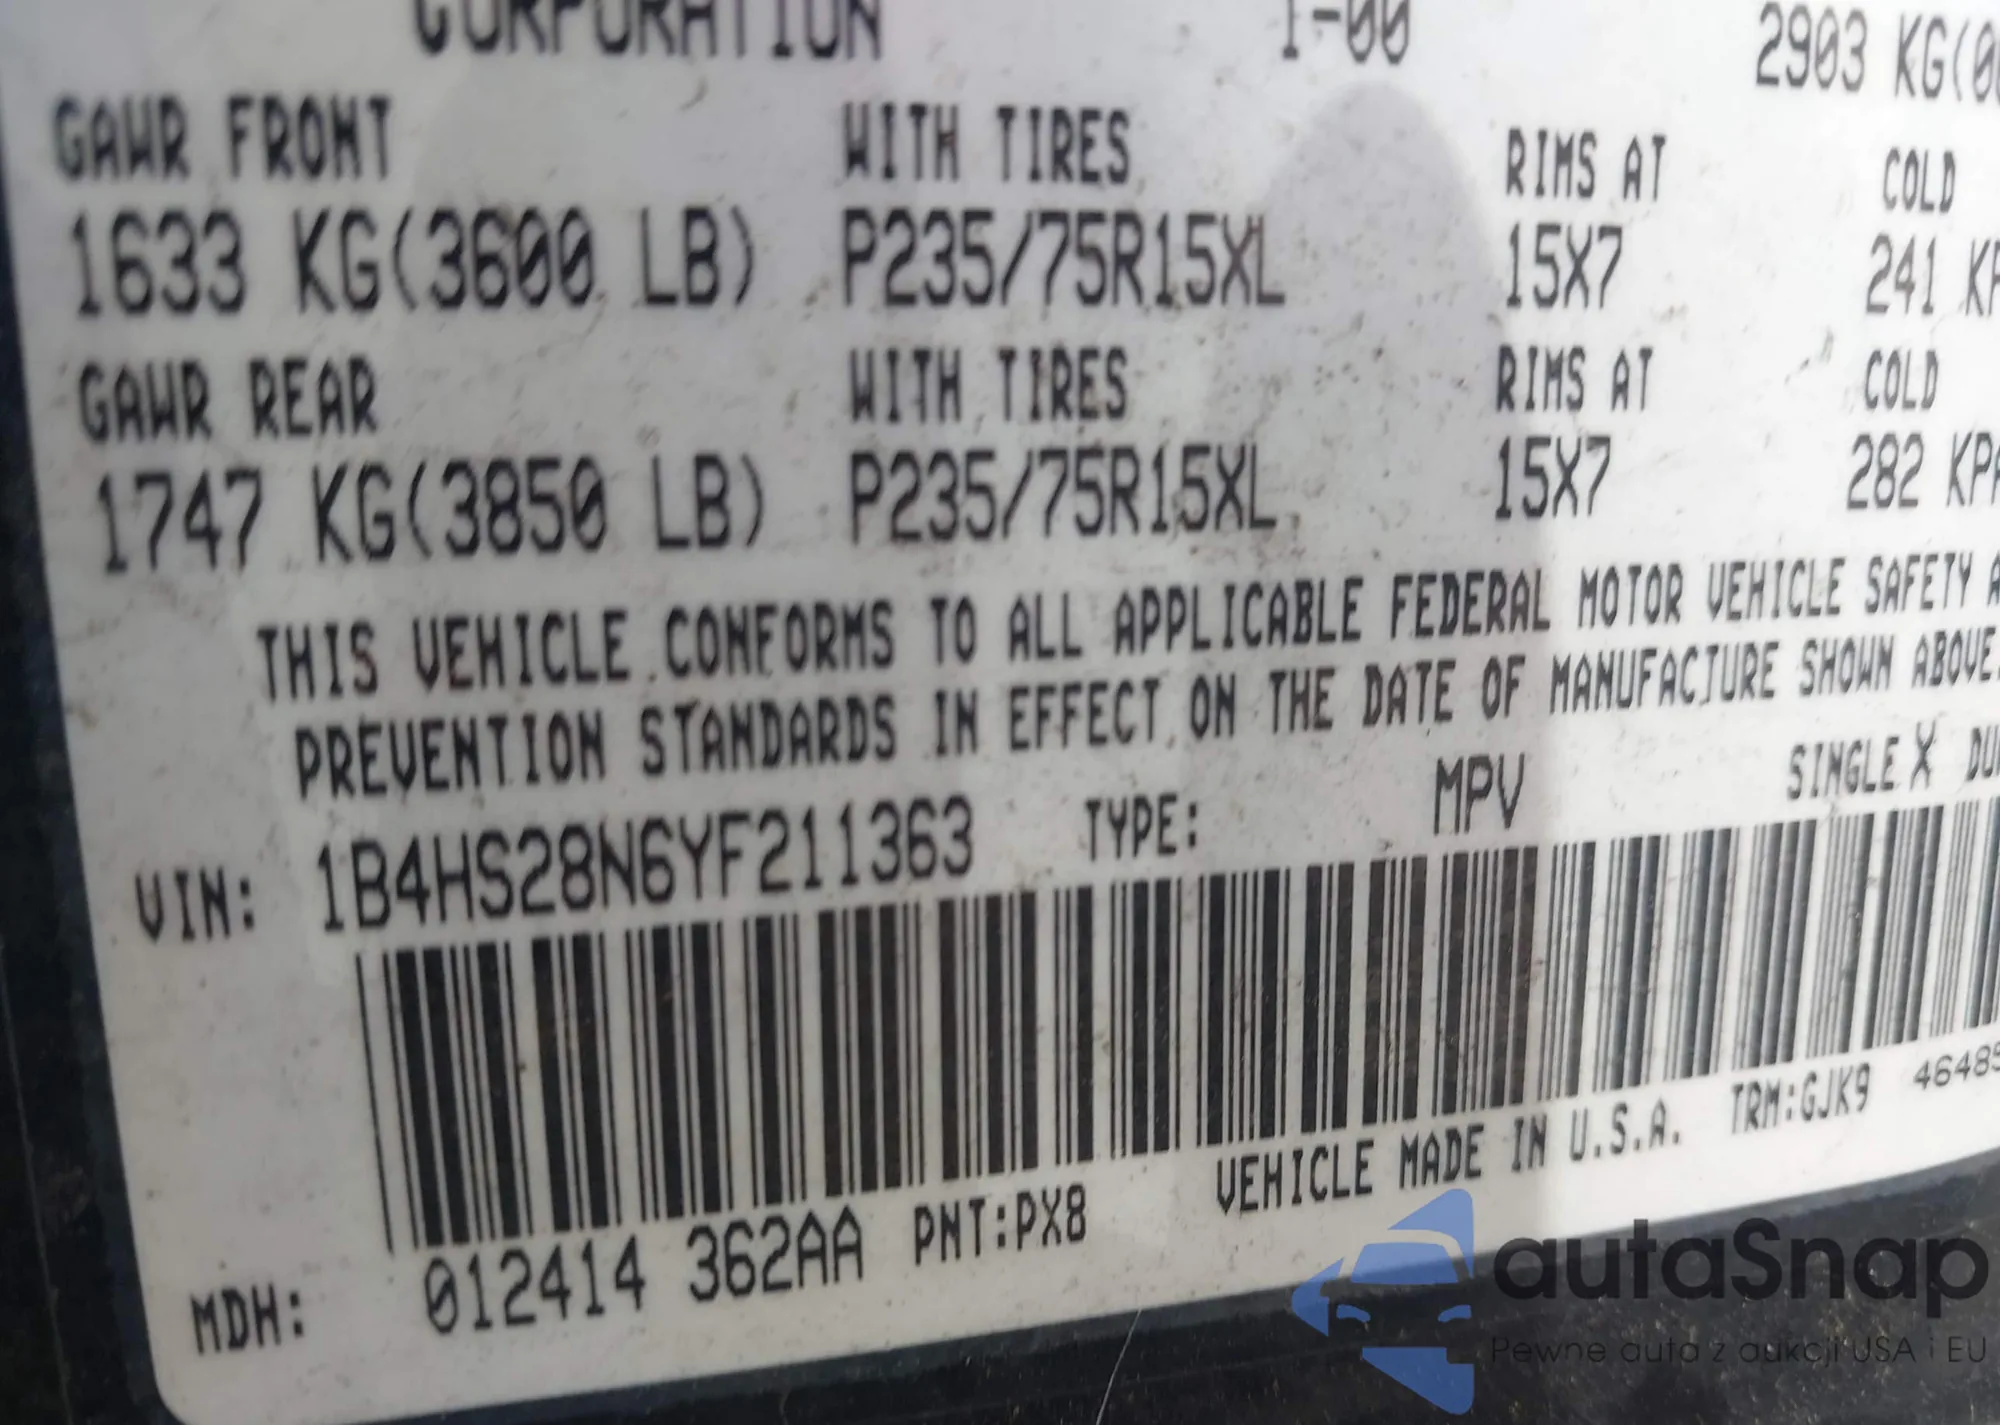 CORPORATION 1-00 2903 KG(0
GAWR FRONT WITH TIRES RIMS AT COLD
1633 KG(3600 LB) P235/75R15XL 15X7 241 KP
GAWR REAR WITH TIRES RIMS AT COLD
1747 KG(3850 LB) P235/75R15XL 15X7 282 KPA
THIS VEHICLE CONFORMS TO ALL APPLICABLE FEDERAL MOTOR VEHICLE SAFETY A
PREVENTION STANDARDS IN EFFECT ON THE DATE OF MANUFACTURE SHOWN ABOVE.
VIN: 1B4HS28N6YF211363 TYPE: MPV SINGLE X DU
MDH: 012414 362AA PNT:PX8 VEHICLE MADE IN U.S.A. TRM:GJK9 46485
autaSnap
Pewne auta z aukcji USA i EU